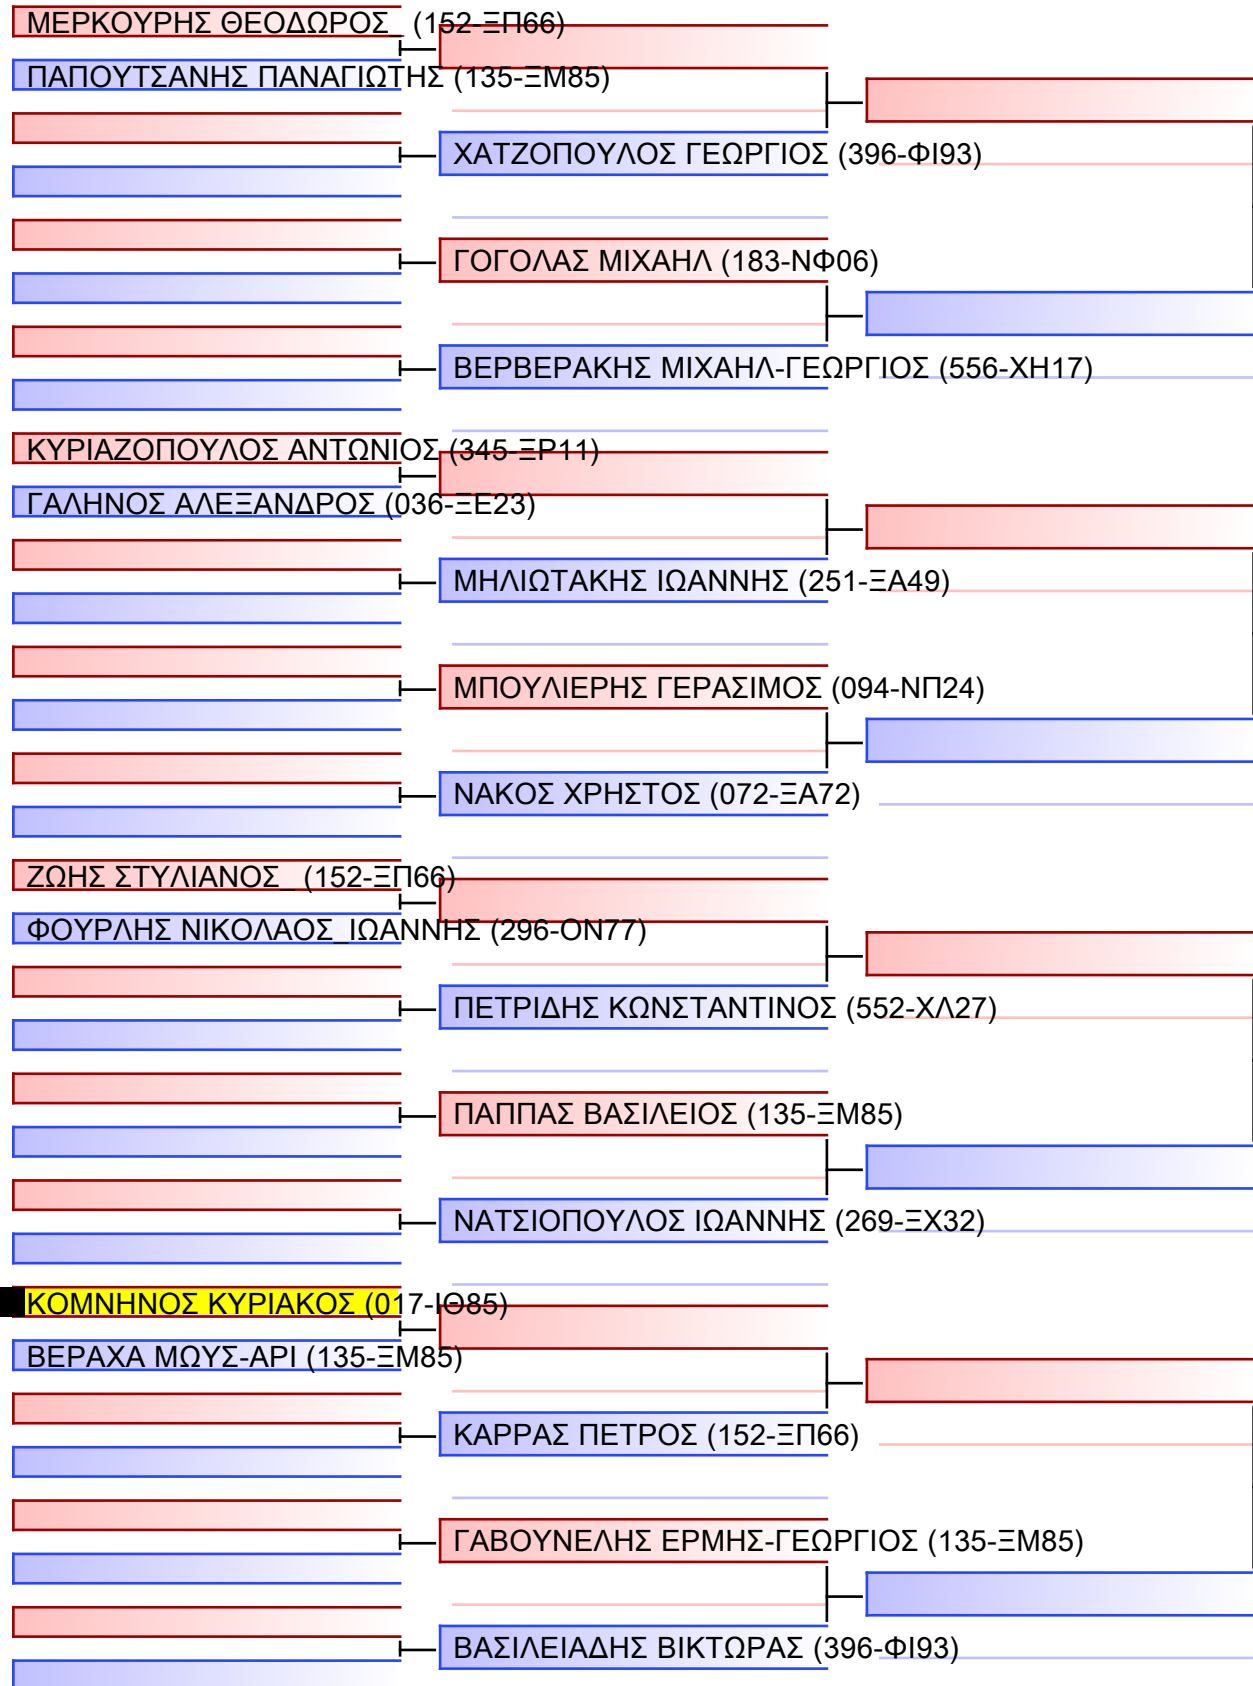 ΜΕΡΚΟΥΡΗΣ ΘΕΟΔΩΡΟΣ_ (152-ΞΠ66)
ΠΑΠΟΥΤΣΑΝΗΣ ΠΑΝΑΓΙΩΤΗΣ (135-ΞΜ85)
ΧΑΤΖΟΠΟΥΛΟΣ ΓΕΩΡΓΙΟΣ (396-ΦΙ93)
ΓΟΓΟΛΑΣ ΜΙΧΑΗΛ (183-ΝΦ06)
ΒΕΡΒΕΡΑΚΗΣ ΜΙΧΑΗΛ-ΓΕΩΡΓΙΟΣ (556-ΧΗ17)
ΚΥΡΙΑΖΟΠΟΥΛΟΣ ΑΝΤΩΝΙΟΣ (345-ΞΡ11)
ΓΑΛΗΝΟΣ ΑΛΕΞΑΝΔΡΟΣ (036-ΞΕ23)
ΜΗΛΙΩΤΑΚΗΣ ΙΩΑΝΝΗΣ (251-ΞΑ49)
ΜΠΟΥΛΙΕΡΗΣ ΓΕΡΑΣΙΜΟΣ (094-ΝΠ24)
ΝΑΚΟΣ ΧΡΗΣΤΟΣ (072-ΞΑ72)
ΖΩΗΣ ΣΤΥΛΙΑΝΟΣ_ (152-ΞΠ66)
ΦΟΥΡΛΗΣ ΝΙΚΟΛΑΟΣ_ΙΩΑΝΝΗΣ (296-ΟΝ77)
ΠΕΤΡΙΔΗΣ ΚΩΝΣΤΑΝΤΙΝΟΣ (552-ΧΛ27)
ΠΑΠΠΑΣ ΒΑΣΙΛΕΙΟΣ (135-ΞΜ85)
ΝΑΤΣΙΟΠΟΥΛΟΣ ΙΩΑΝΝΗΣ (269-ΞΧ32)
ΚΟΜΝΗΝΟΣ ΚΥΡΙΑΚΟΣ (017-ΙΘ85)
ΒΕΡΑΧΑ ΜΩΥΣ-ΑΡΙ (135-ΞΜ85)
ΚΑΡΡΑΣ ΠΕΤΡΟΣ (152-ΞΠ66)
ΓΑΒΟΥΝΕΛΗΣ ΕΡΜΗΣ-ΓΕΩΡΓΙΟΣ (135-ΞΜ85)
ΒΑΣΙΛΕΙΑΔΗΣ ΒΙΚΤΩΡΑΣ (396-ΦΙ93)